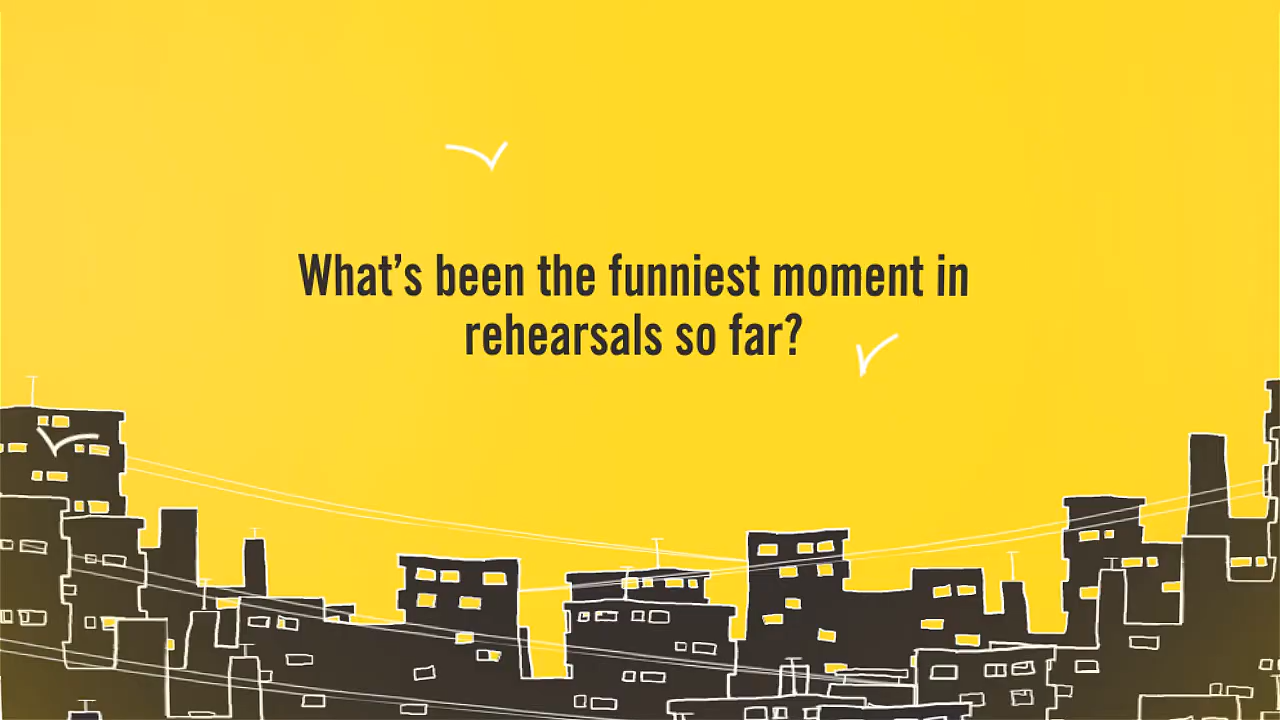 What’s been the funniest moment in
rehearsals so far?